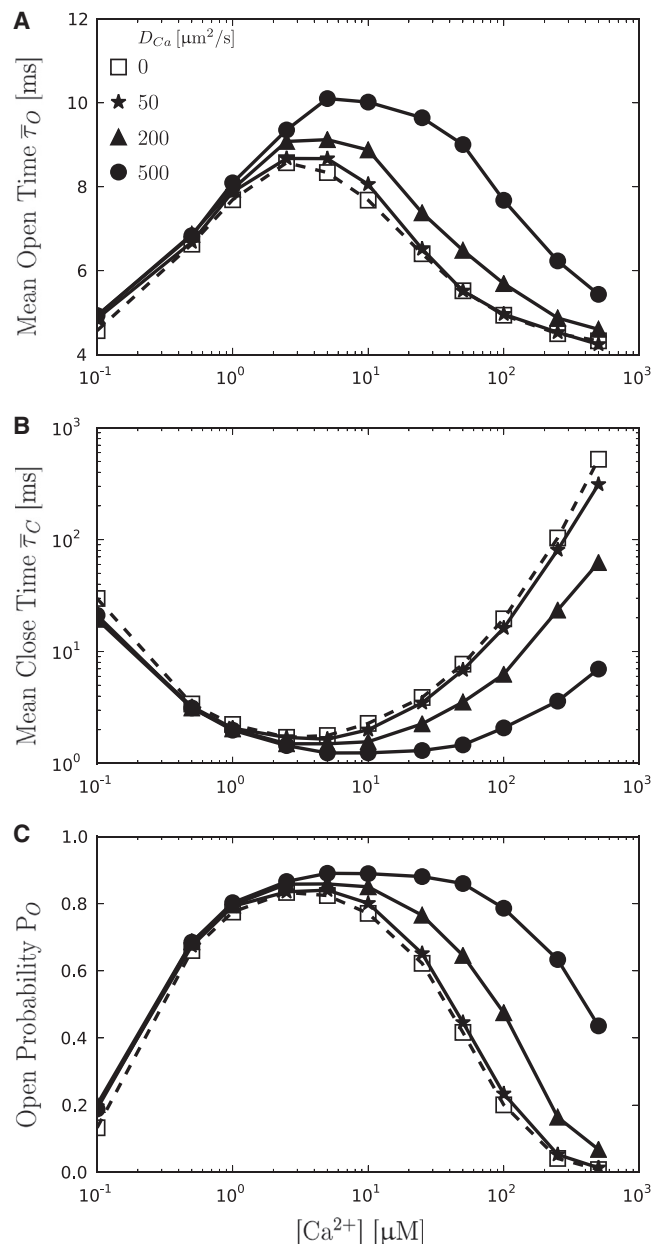 A
D_Ca [µm²/s]
0
50
200
500
Mean Open Time τ̅_O [ms]
12
10
8
6
4
10⁻¹ 10⁰ 10¹ 10² 10³
B
Mean Close Time τ̅_C [ms]
10³
10²
10¹
10⁰
10⁻¹ 10⁰ 10¹ 10² 10³
C
Open Probability P_O
1.0
0.8
0.6
0.4
0.2
0.0
10⁻¹ 10⁰ 10¹ 10² 10³
[Ca²⁺] [µM]